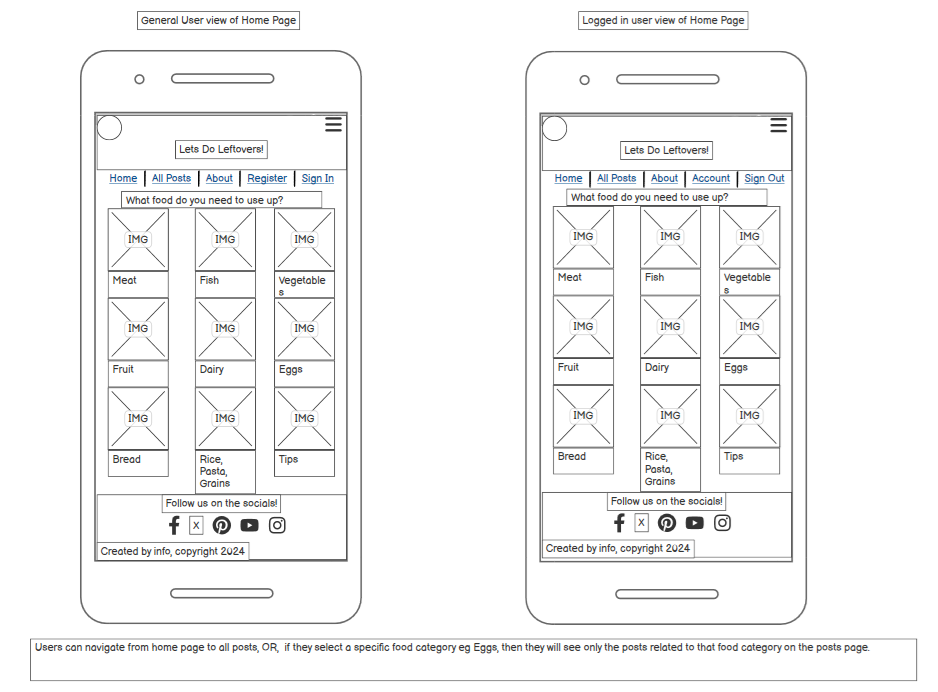 General User view of Home Page
Logged in user view of Home Page
Lets Do Leftovers!
Home All Posts About Register Sign In
What food do you need to use up?
IMG IMG IMG
Meat Fish Vegetable
s
IMG IMG IMG
Fruit Dairy Eggs
IMG IMG IMG
Bread Rice, Tips
Pasta,
Grains
Follow us on the socials!
X
Created by info, copyright 2024
Lets Do Leftovers!
Home All Posts About Account Sign Out
What food do you need to use up?
IMG IMG IMG
Meat Fish Vegetable
s
IMG IMG IMG
Fruit Dairy Eggs
IMG IMG IMG
Bread Rice, Tips
Pasta,
Grains
Follow us on the socials!
X
Created by info, copyright 2024
Users can navigate from home page to all posts, OR, if they select a specific food category eg Eggs, then they will see only the posts related to that food category on the posts page.